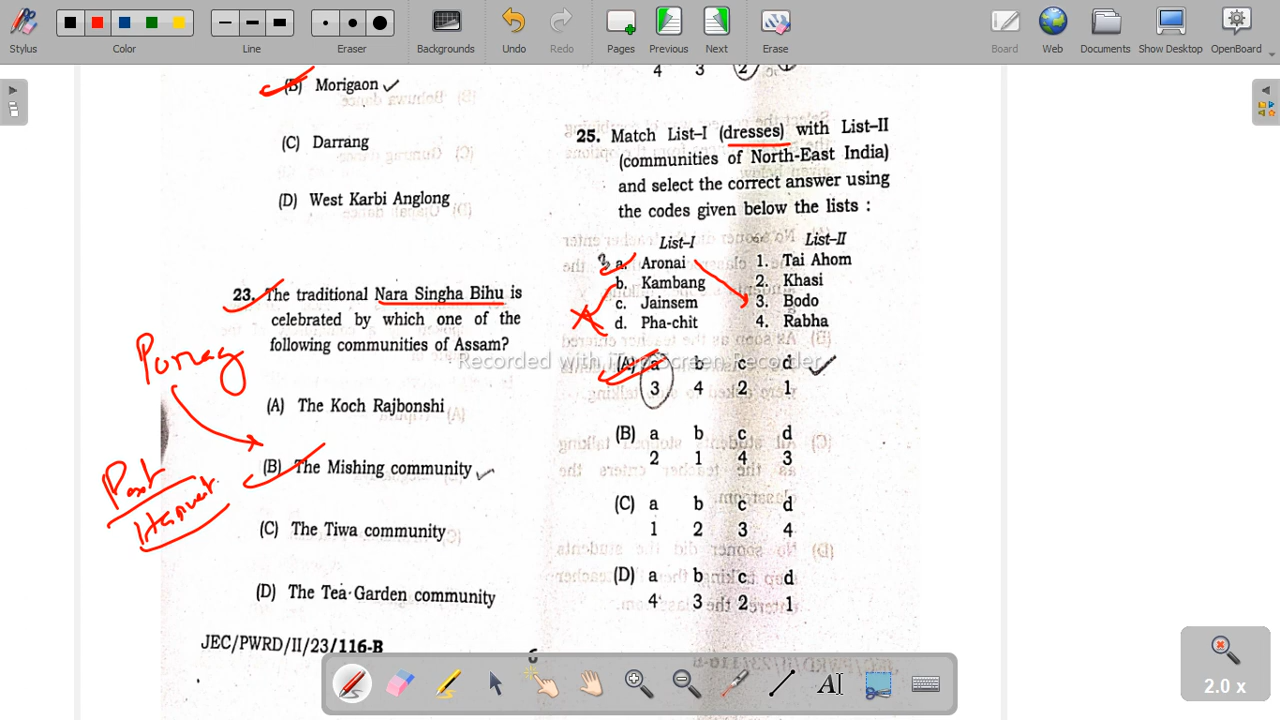 Stylus
Color
Line
Eraser
Backgrounds
Undo
Redo
Pages
Previous
Next
Erase
Board
Web
Documents
Show Desktop
OpenBoard
(B) Morigaon
(C) Darrang
(D) West Karbi Anglong
23. The traditional Nara Singha Bihu is
celebrated by which one of the
following communities of Assam?
(A) The Koch Rajbonshi
(B) The Mishing community
(C) The Tiwa community
(D) The Tea-Garden community
Porag
Post
Harvest
JEC/PWRD/II/23/116-B
6
4 3 2
25. Match List–I (dresses) with List–II
(communities of North-East India)
and select the correct answer using
the codes given below the lists :
List–I List–II
a. Aronai 1. Tai Ahom
b. Kambang 2. Khasi
c. Jainsem 3. Bodo
d. Pha-chit 4. Rabha
Recorded with iTop Screen Recorder
(A) a b c d
3 4 2 1
(B) a b c d
2 1 4 3
(C) a b c d
1 2 3 4
(D) a b c d
4 3 2 1
2.0 x